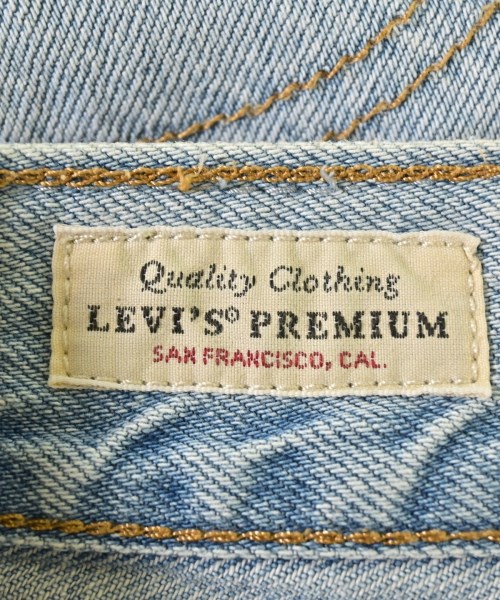 Quality Clothing
LEVI'S® PREMIUM
SAN FRANCISCO, CAL.